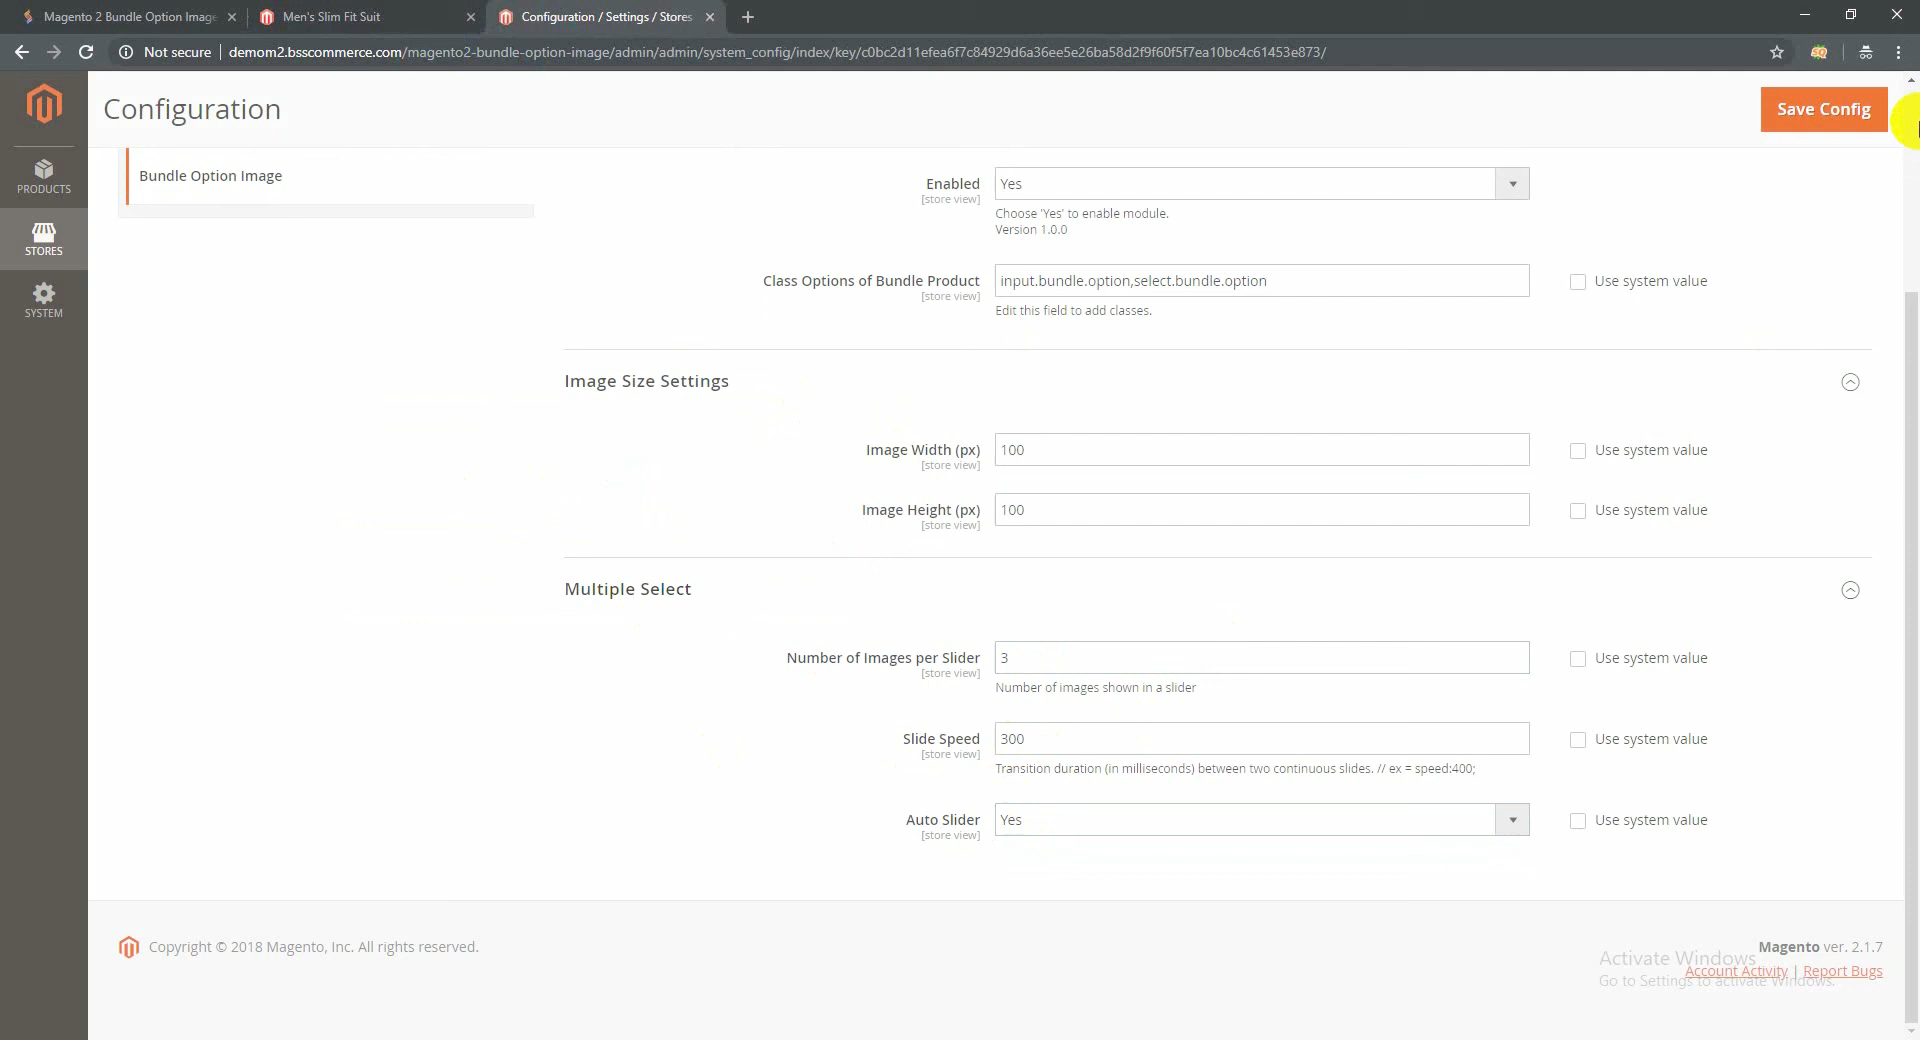 Magento 2 Bundle Option Image
Men's Slim Fit Suit
Configuration / Settings / Stores
Not secure
demom2.bsscommerce.com/magento2-bundle-option-image/admin/admin/system_config/index/key/c0bc2d11efea6f7c84929d6a36ee5e26ba58d2f9f60f5f7ea10bc4c61453e873/
Configuration
Save Config
PRODUCTS
STORES
SYSTEM
Bundle Option Image
Enabled
[store view]
Yes
Choose 'Yes' to enable module.
Version 1.0.0
Class Options of Bundle Product
[store view]
input.bundle.option,select.bundle.option
Use system value
Edit this field to add classes.
Image Size Settings
Image Width (px)
[store view]
100
Use system value
Image Height (px)
[store view]
100
Use system value
Multiple Select
Number of Images per Slider
[store view]
3
Use system value
Number of images shown in a slider
Slide Speed
[store view]
300
Use system value
Transition duration (in milliseconds) between two continuous slides. // ex = speed:400;
Auto Slider
[store view]
Yes
Use system value
Copyright © 2018 Magento, Inc. All rights reserved.
Magento ver. 2.1.7
Account Activity | Report Bugs
Activate Windows
Go to Settings to activate Windows.